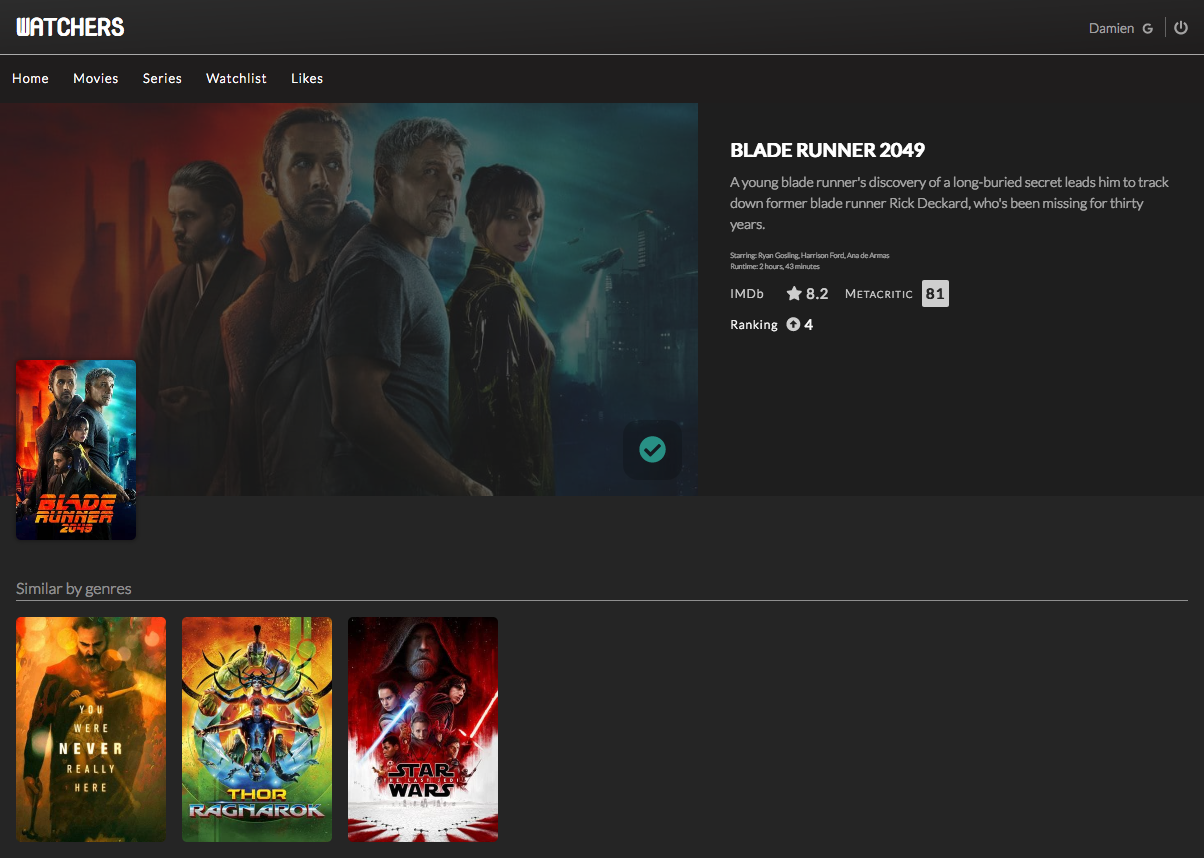 WATCHERS
Damien G
Home Movies Series Watchlist Likes
BLADE RUNNER 2049
A young blade runner's discovery of a long-buried secret leads him to track
down former blade runner Rick Deckard, who's been missing for thirty
years.
Starring: Ryan Gosling, Harrison Ford, Ana de Armas
Runtime: 2 hours, 43 minutes
IMDb 8.2 METACRITIC 81
Ranking 4
BLADE
RUNNER
2049
Similar by genres
YOU
WERE
NEVER
REALLY
HERE
THOR
RAGNAROK
STAR
THE LAST JEDI
WARS